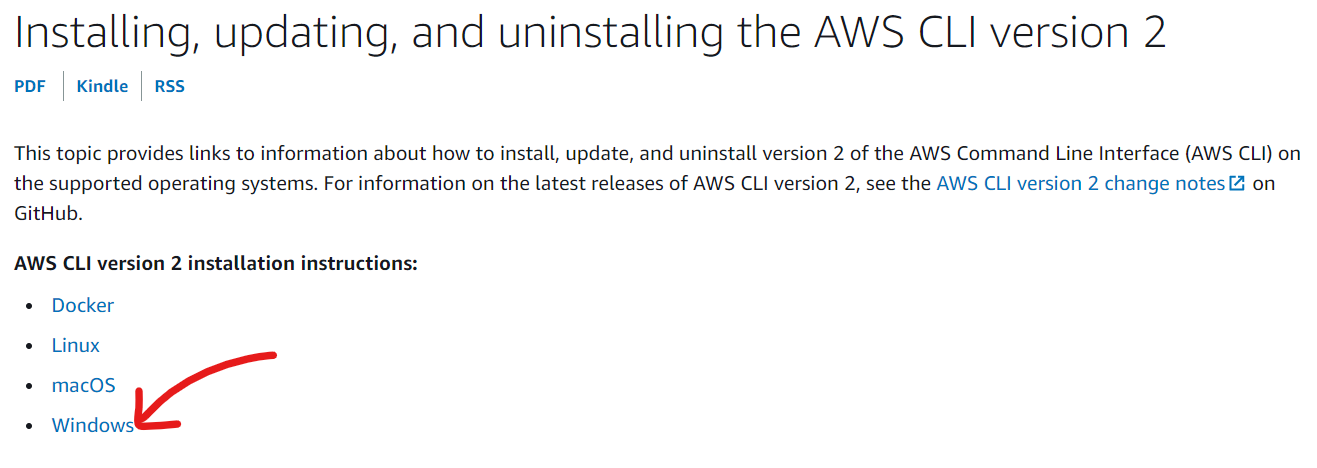 Installing, updating, and uninstalling the AWS CLI version 2
PDF Kindle RSS
This topic provides links to information about how to install, update, and uninstall version 2 of the AWS Command Line Interface (AWS CLI) on
the supported operating systems. For information on the latest releases of AWS CLI version 2, see the AWS CLI version 2 change notes on
GitHub.
AWS CLI version 2 installation instructions:
• Docker
• Linux
• macOS
• Windows